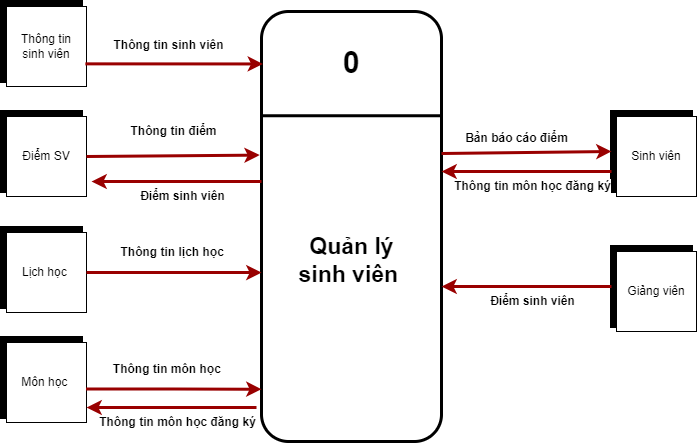 Thông tin
sinh viên
Thông tin sinh viên
0
Điểm SV
Thông tin điểm
Điểm sinh viên
Bản báo cáo điểm
Thông tin môn học đăng ký
Sinh viên
Lịch học
Thông tin lịch học
Quản lý
sinh viên
Điểm sinh viên
Giảng viên
Môn học
Thông tin môn học
Thông tin môn học đăng ký